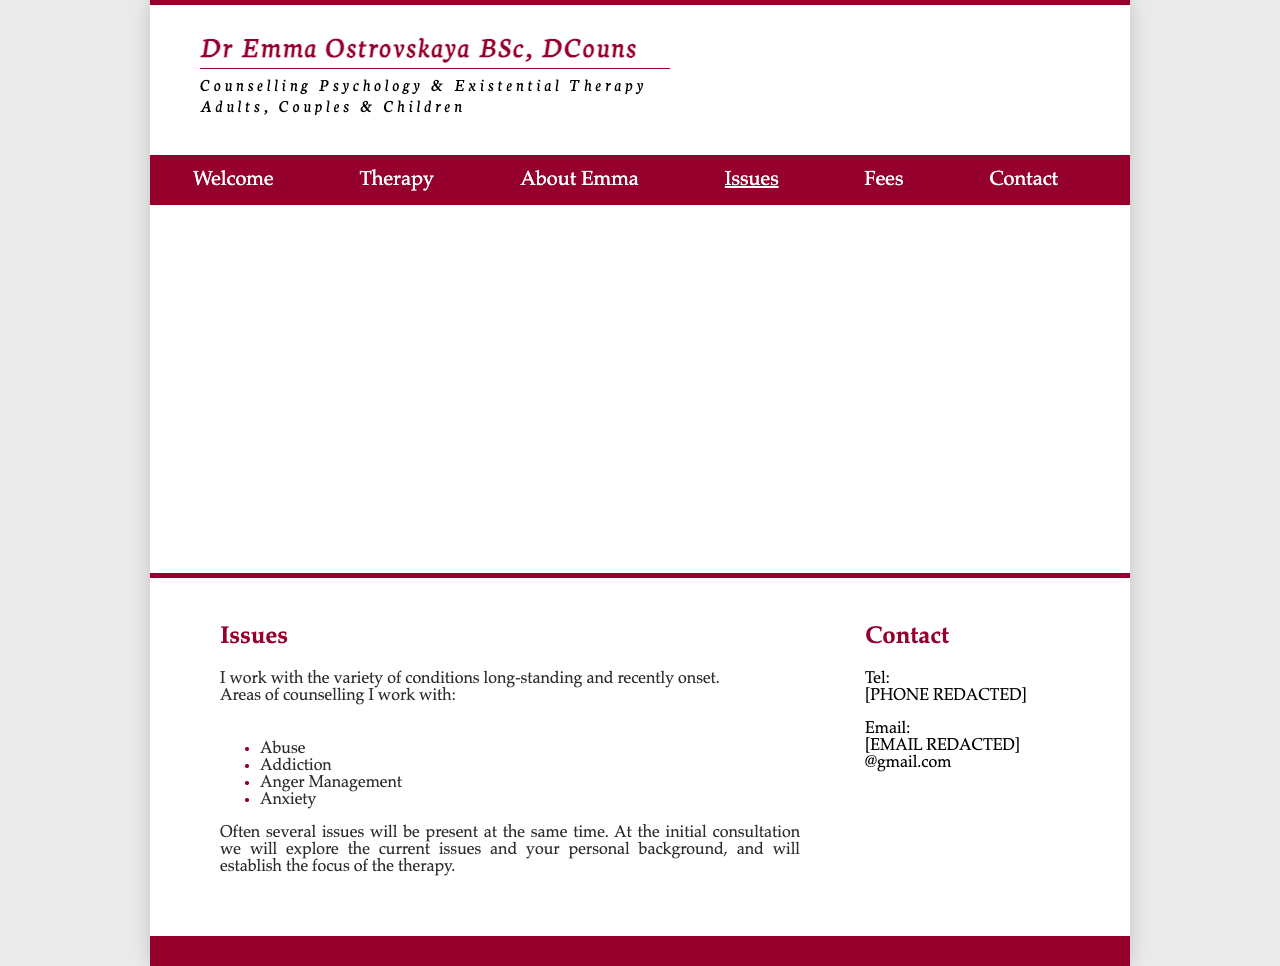 Dr Emma Ostrovskaya BSc, DCouns
Counselling Psychology & Existential Therapy
Adults, Couples & Children
Welcome Therapy About Emma Issues Fees Contact
Issues
I work with the variety of conditions long-standing and recently onset.
Areas of counselling I work with:
• Abuse
• Addiction
• Anger Management
• Anxiety
Often several issues will be present at the same time. At the initial consultation
we will explore the current issues and your personal background, and will
establish the focus of the therapy.
Contact
Tel:
[PHONE REDACTED]
Email:
[EMAIL REDACTED]
@gmail.com